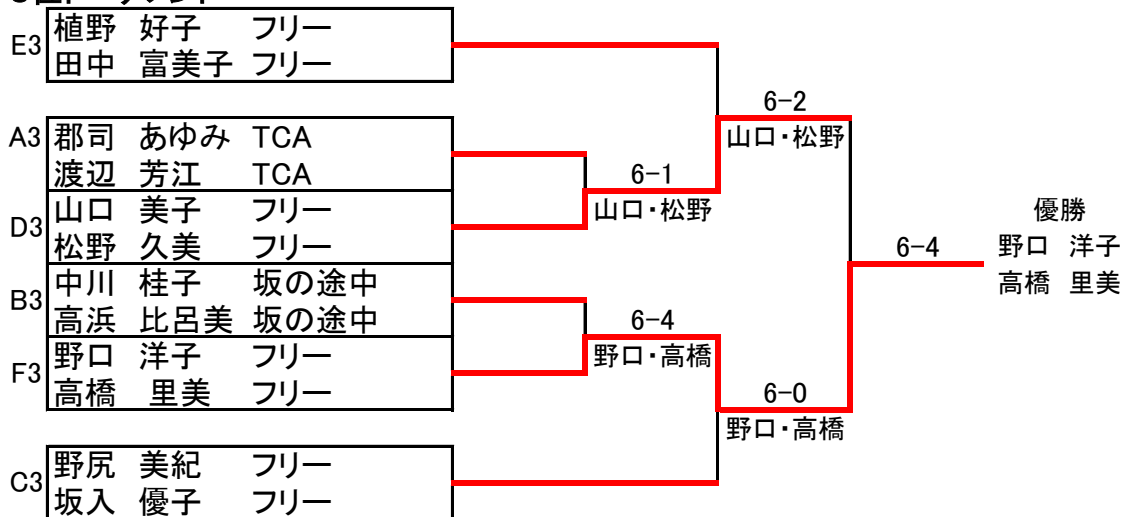 E3 植野 好子 フリー
田中 富美子 フリー
6-2
山口・松野
A3 郡司 あゆみ TCA
渡辺 芳江 TCA
6-1
山口・松野
D3 山口 美子 フリー
松野 久美 フリー
優勝
野口 洋子
高橋 里美
6-4
B3 中川 桂子 坂の途中
高浜 比呂美 坂の途中
6-4
野口・高橋
F3 野口 洋子 フリー
高橋 里美 フリー
6-0
野口・高橋
C3 野尻 美紀 フリー
坂入 優子 フリー